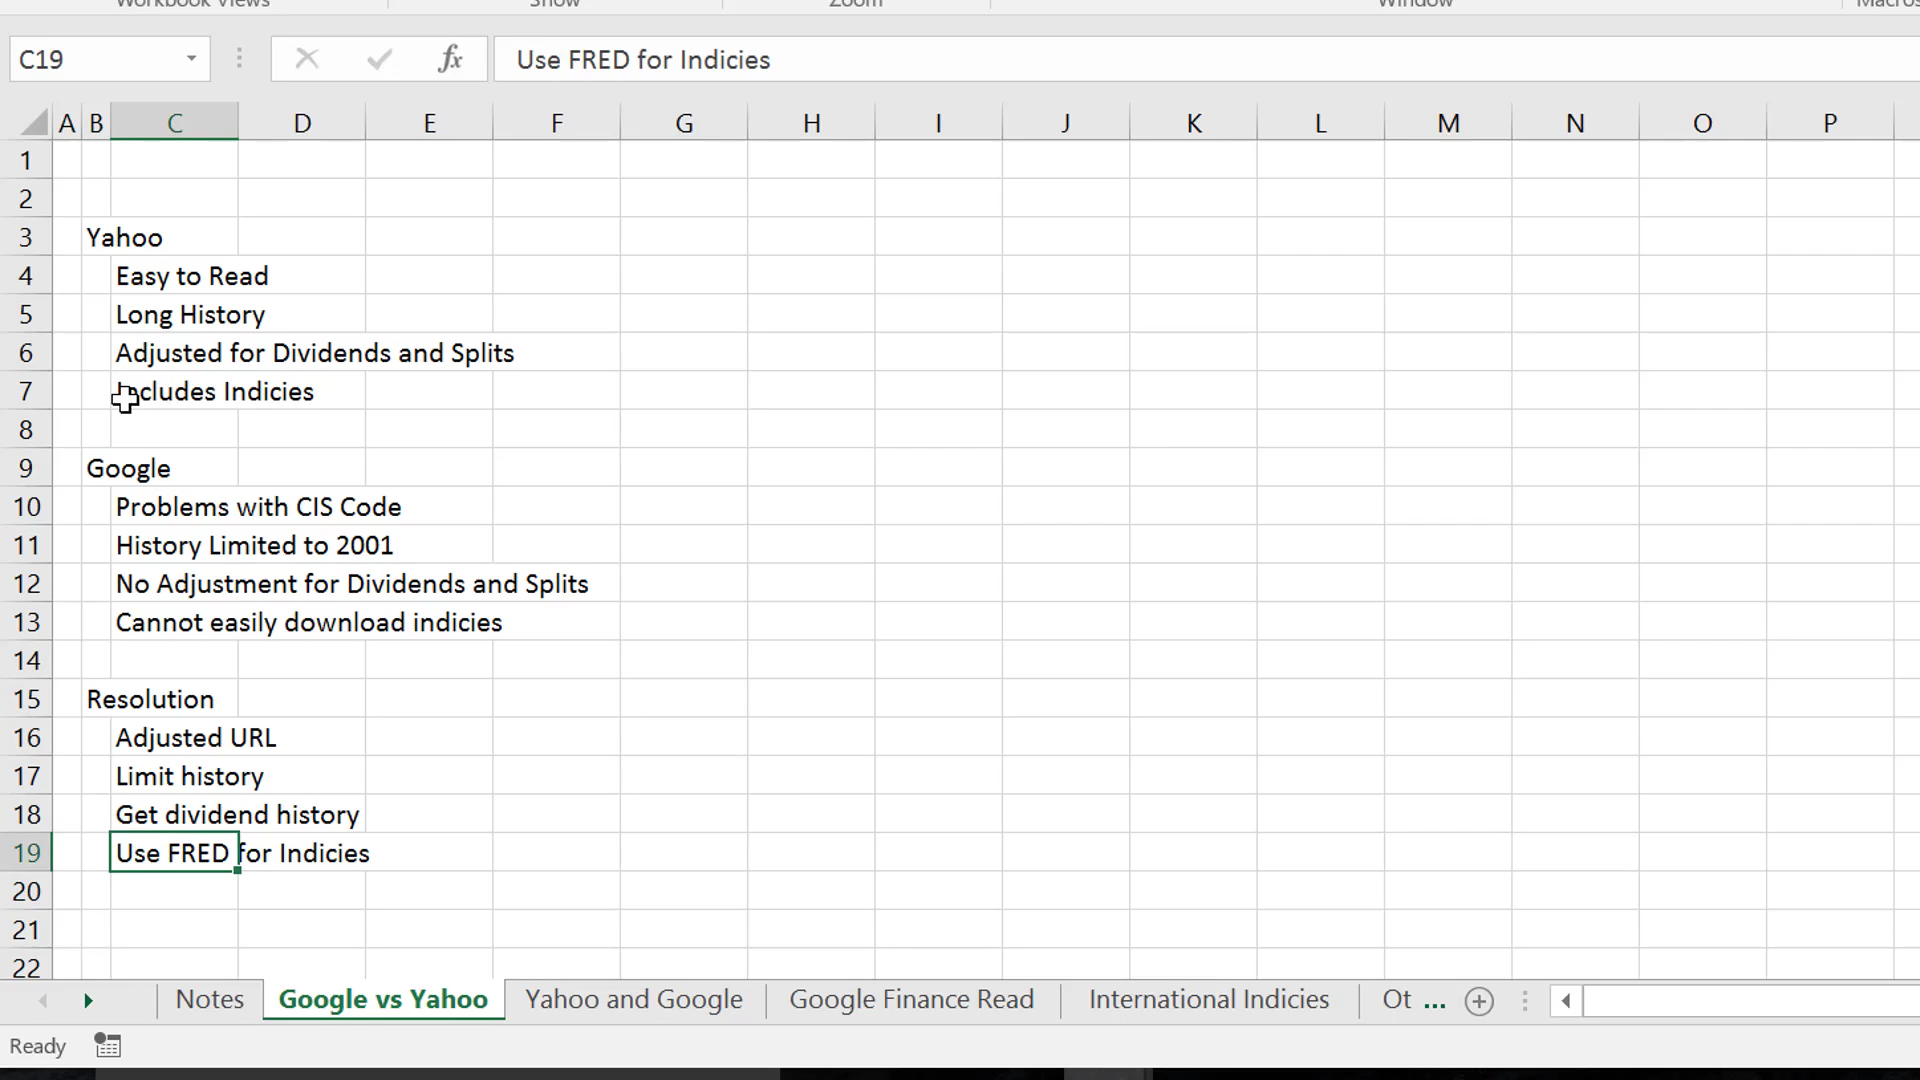 Workbook Views Show Zoom Window Macros
C19 fx Use FRED for Indicies
A B C D E F G H I J K L M N O P
1
2
3 Yahoo
4 Easy to Read
5 Long History
6 Adjusted for Dividends and Splits
7 Includes Indicies
8
9 Google
10 Problems with CIS Code
11 History Limited to 2001
12 No Adjustment for Dividends and Splits
13 Cannot easily download indicies
14
15 Resolution
16 Adjusted URL
17 Limit history
18 Get dividend history
19 Use FRED for Indicies
20
21
22
Notes Google vs Yahoo Yahoo and Google Google Finance Read International Indicies Ot ...
Ready